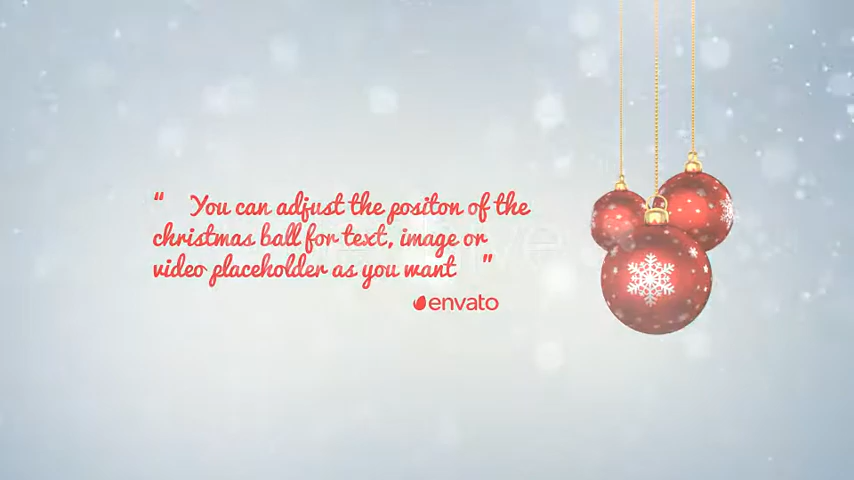 “ You can adjust the positon of the
christmas ball for text, image or
video placeholder as you want ”
envato